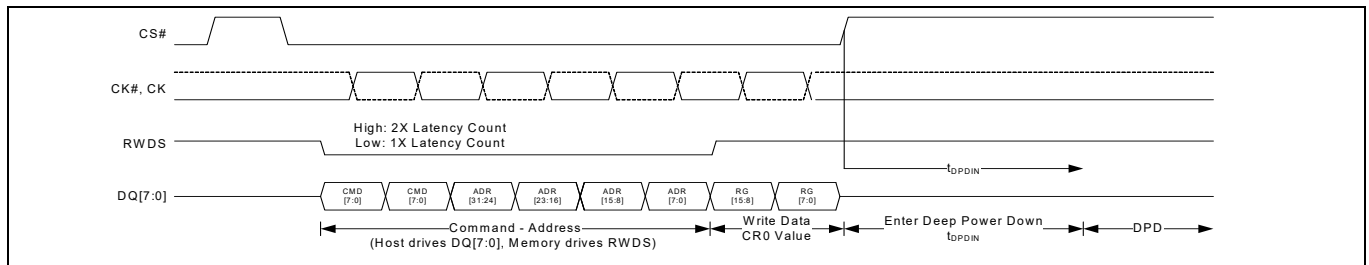 CS#
CK#, CK
High: 2X Latency Count
Low: 1X Latency Count
RWDS
tDPDIN
DQ[7:0]
CMD [7:0] CMD [7:0] ADR [31:24] ADR [23:16] ADR [15:8] ADR [7:0] RG [15:8] RG [7:0]
Command - Address
(Host drives DQ[7:0], Memory drives RWDS)
Write Data
CR0 Value
Enter Deep Power Down
tDPDIN
DPD